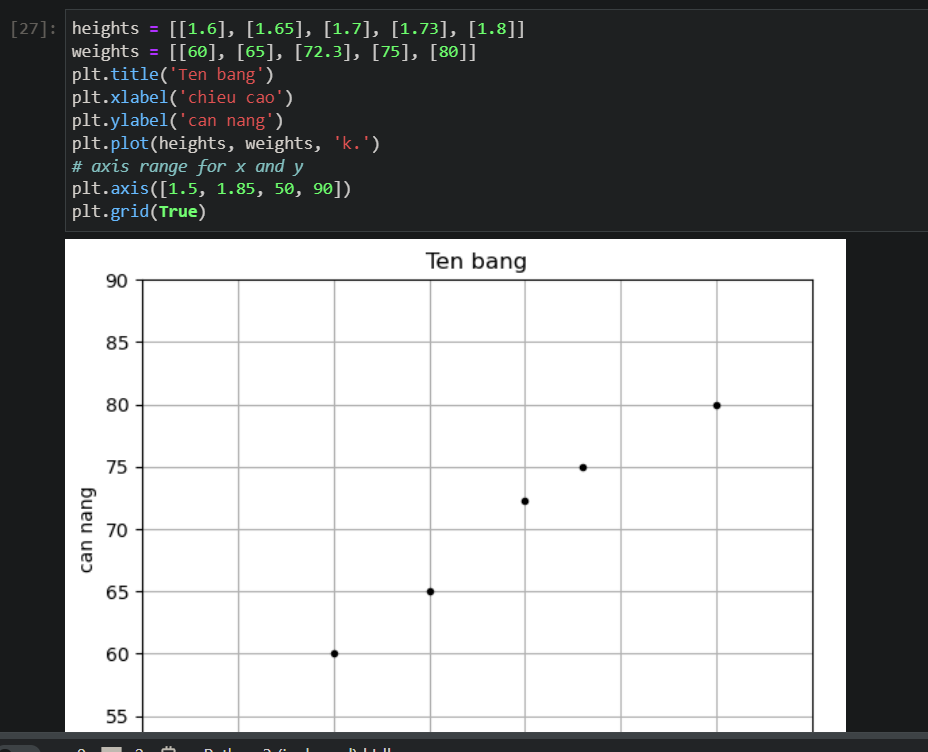 [27]: heights = [[1.6], [1.65], [1.7], [1.73], [1.8]]
weights = [[60], [65], [72.3], [75], [80]]
plt.title('Ten bang')
plt.xlabel('chieu cao')
plt.ylabel('can nang')
plt.plot(heights, weights, 'k.')
# axis range for x and y
plt.axis([1.5, 1.85, 50, 90])
plt.grid(True)
Ten bang
90
85
80
75
70
65
60
55
can nang